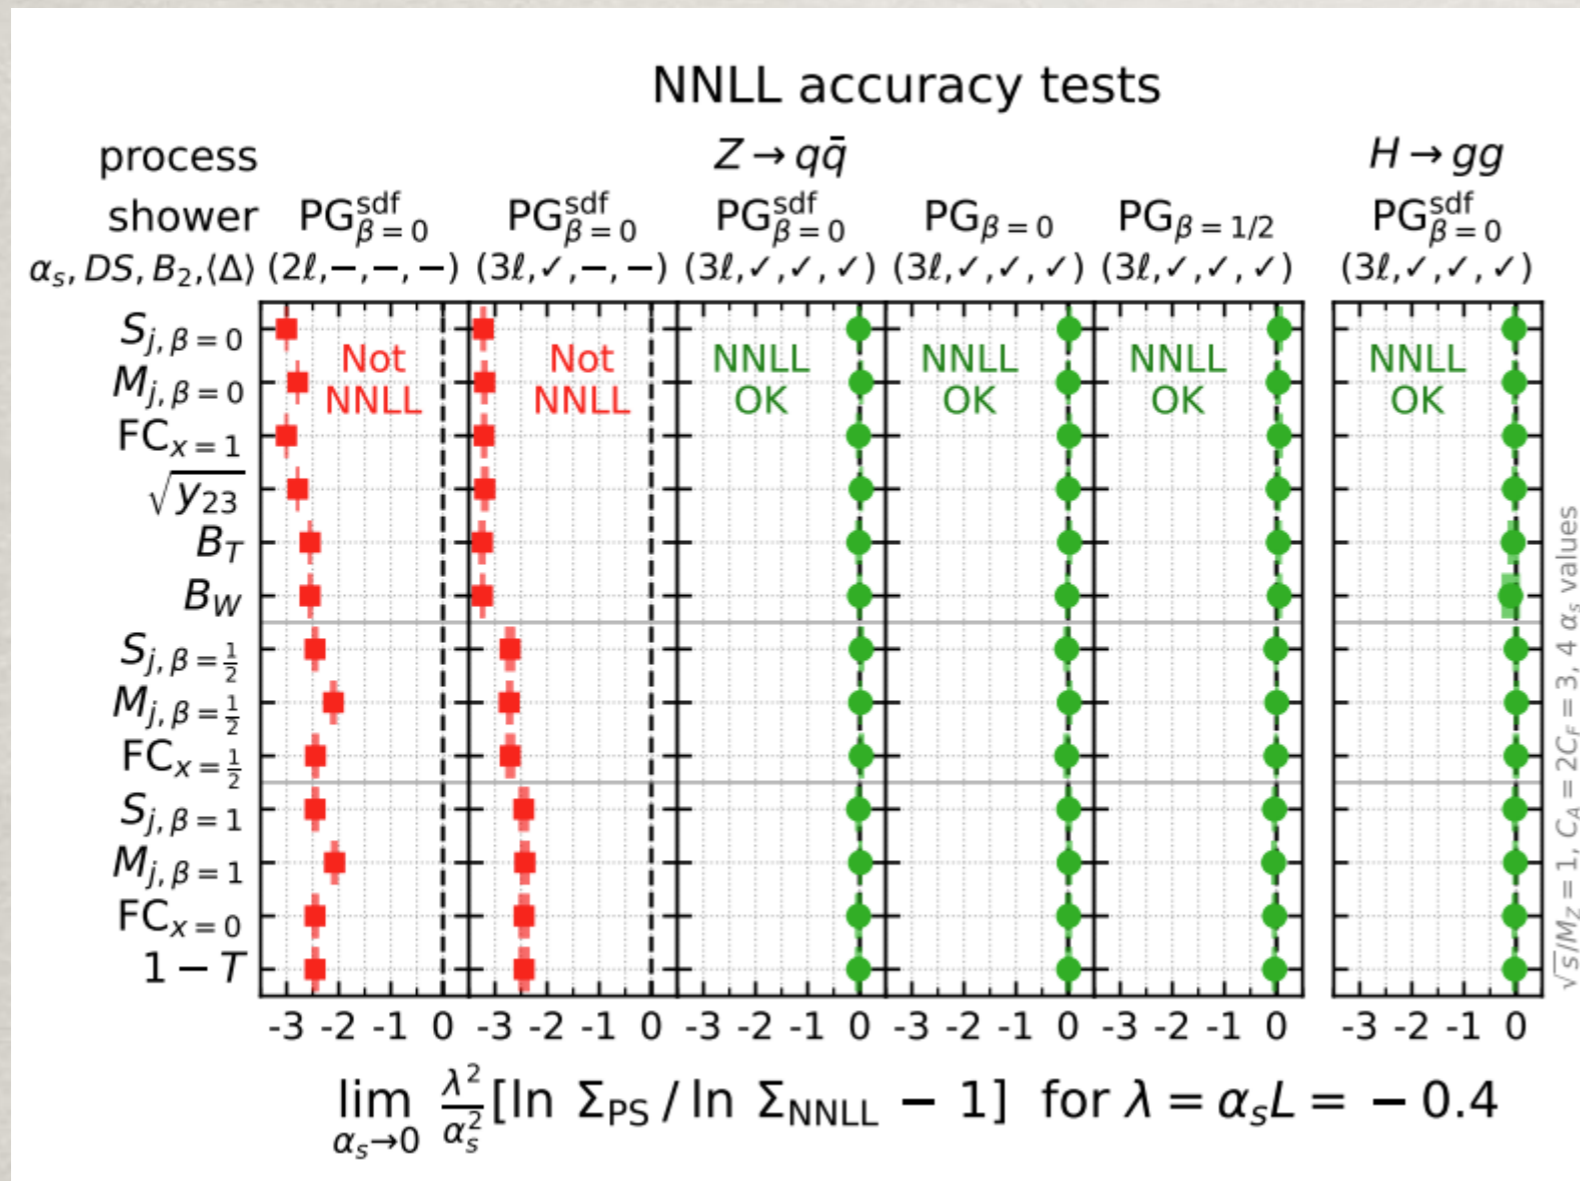 NNLL accuracy tests
process Z → qq̄ H → gg
shower PG^sdf_β=0 PG^sdf_β=0 PG^sdf_β=0 PG_β=0 PG_β=1/2 PG^sdf_β=0
α_s, DS, B_2,⟨Δ⟩ (2ℓ,−,−,−) (3ℓ,✓,−,−) (3ℓ,✓,✓,✓) (3ℓ,✓,✓,✓) (3ℓ,✓,✓,✓) (3ℓ,✓,✓,✓)
S_j,β=0
Not Not NNLL NNLL NNLL NNLL
M_j,β=0
NNLL NNLL OK OK OK OK
FC_x=1
√y_23
B_T
B_W
S_j,β=1/2
M_j,β=1/2
FC_x=1/2
S_j,β=1
M_j,β=1
FC_x=0
1 − T
-3 -2 -1 0 -3 -2 -1 0 -3 -2 -1 0 -3 -2 -1 0 -3 -2 -1 0 -3 -2 -1 0
lim_α_s→0 λ²/α_s² [ln Σ_PS / ln Σ_NNLL − 1] for λ = α_s L = − 0.4
√s/M_Z = 1, C_A = 2C_F = 3, 4 α_s values